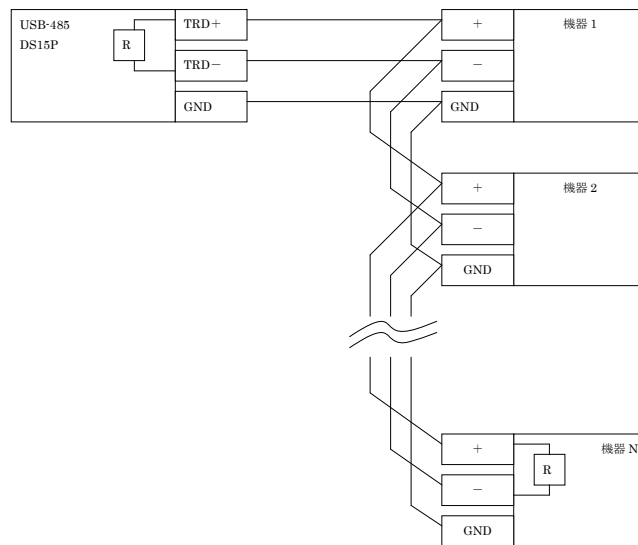 USB-485
DS15P
R
TRD＋
TRD－
GND
＋
－
GND
機器 1
＋
－
GND
機器 2
＋
－
GND
R
機器 N